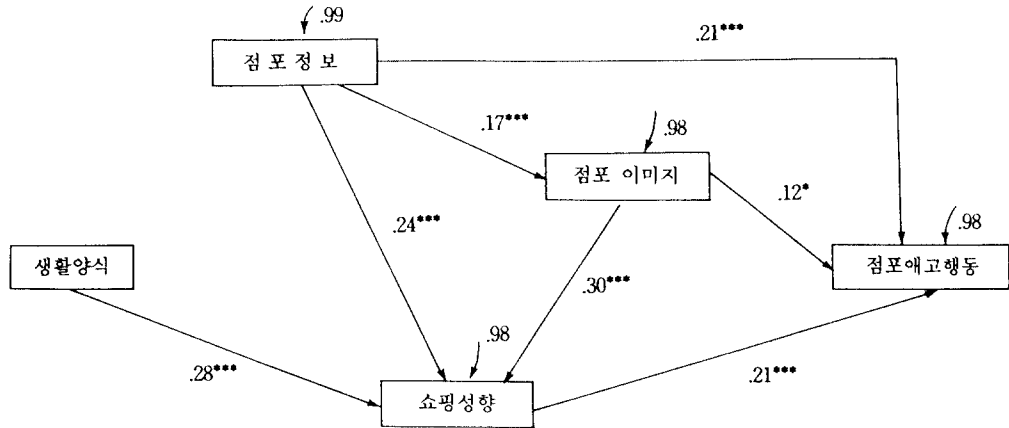 .99
.21***
점포정보
.17***
.98
점포 이미지
.12*
.24***
.98
생활양식
점포애고행동
.30***
.98
.28***
.21***
쇼핑성향